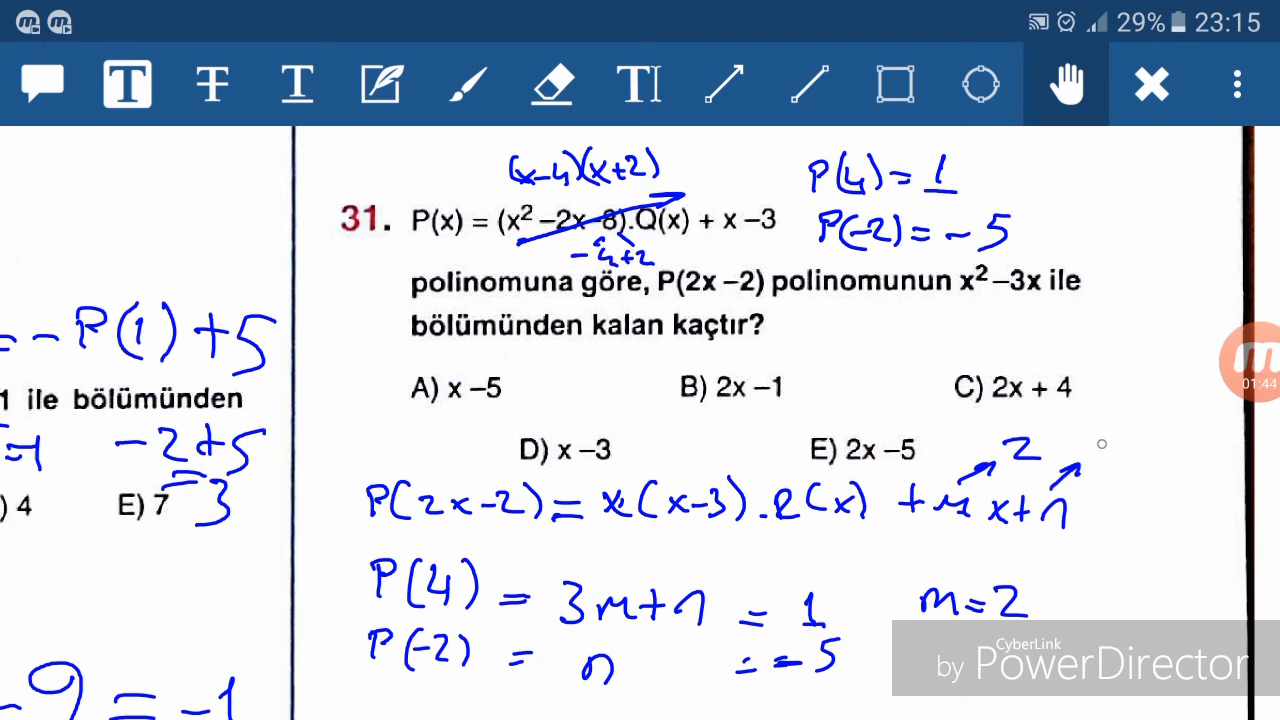 29% 23:15
T T T TI
(x-4)(x+2)
P(4) = 1
31. P(x) = (x² -2x-8).Q(x) + x -3
P(-2) = -5
-4 +2
polinomuna göre, P(2x -2) polinomunun x² -3x ile
bölümünden kalan kaçtır?
A) x -5 B) 2x -1 C) 2x + 4
D) x -3 E) 2x -5
2
P(2x-2) = x(x-3).R(x) + mx+n
P(4) = 3m+n = 1 m=2
P(-2) = n = -5
= -P(1) +5
1 ile bölümünden
-2+5
) 4 E) 7 3
-9 = -1
01:44
CyberLink
by PowerDirector